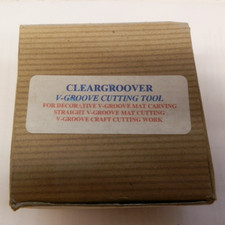 CLEARGROOVER
V-GROOVE CUTTING TOOL
FOR DECORATIVE V-GROOVE MAT CARVING
STRAIGHT V-GROOVE MAT CUTTING
V-GROOVE CRAFT CUTTING WORK